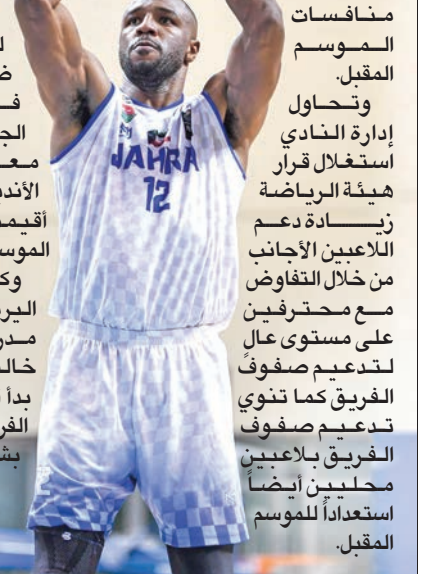 منافسات
الموسم
المقبل.
وتحاول
إدارة النادي
استغلال قرار
هيئة الرياضة
زيادة دعم
اللاعبين الأجانب
من خلال التفاوض
مع محترفين
على مستوى عال
لتدعيم صفوف
الفريق كما تنوي
تدعيم صفوف
الفريق بلاعبين
محليين أيضاً
استعداداً للموسم
المقبل.
JAHRA
12